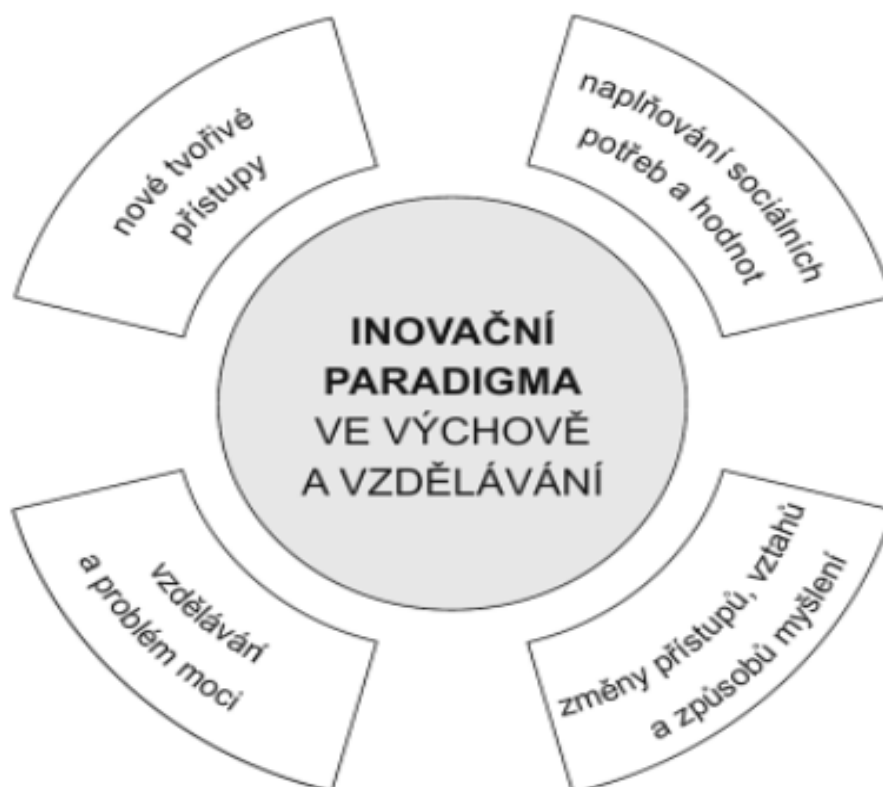 nové tvořivé
přístupy
naplňování sociálních
potřeb a hodnot
INOVAČNÍ
PARADIGMA
VE VÝCHOVĚ
A VZDĚLÁVÁNÍ
vzděláván
a problém moci
změny přístupů, vztahů
a způsobů myšlení